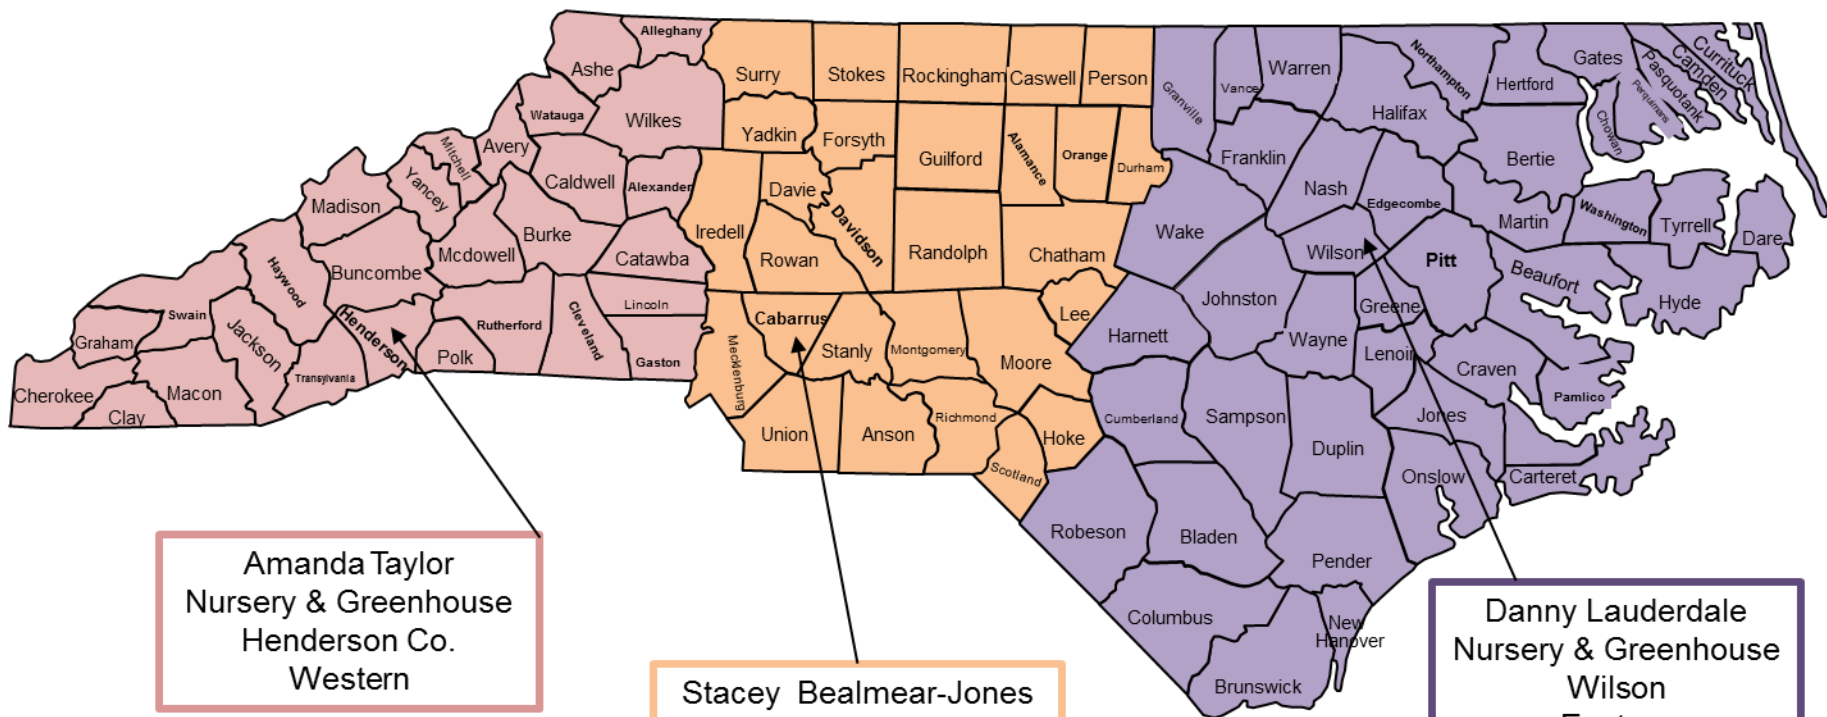 Alleghany
Ashe
Surry
Stokes
Rockingham
Caswell
Person
Granville
Vance
Warren
Northampton
Hertford
Gates
Pasquotank
Camden
Currituck
Perquimans
Chowan
Watauga
Wilkes
Yadkin
Forsyth
Guilford
Alamance
Orange
Durham
Franklin
Halifax
Bertie
Mitchell
Avery
Yancey
Caldwell
Alexander
Davie
Davidson
Nash
Edgecombe
Martin
Washington
Tyrrell
Dare
Madison
Mcdowell
Burke
Catawba
Iredell
Rowan
Randolph
Chatham
Wake
Wilson
Pitt
Beaufort
Hyde
Haywood
Buncombe
Swain
Jackson
Henderson
Rutherford
Cleveland
Lincoln
Gaston
Mecklenburg
Cabarrus
Stanly
Montgomery
Moore
Lee
Harnett
Johnston
Wayne
Greene
Lenoir
Craven
Pamlico
Graham
Cherokee
Clay
Macon
Transylvania
Polk
Union
Anson
Richmond
Scotland
Hoke
Cumberland
Sampson
Duplin
Jones
Onslow
Carteret
Robeson
Bladen
Pender
Columbus
New
Hanover
Brunswick
Amanda Taylor
Nursery & Greenhouse
Henderson Co.
Western
Stacey Bealmear-Jones
Danny Lauderdale
Nursery & Greenhouse
Wilson